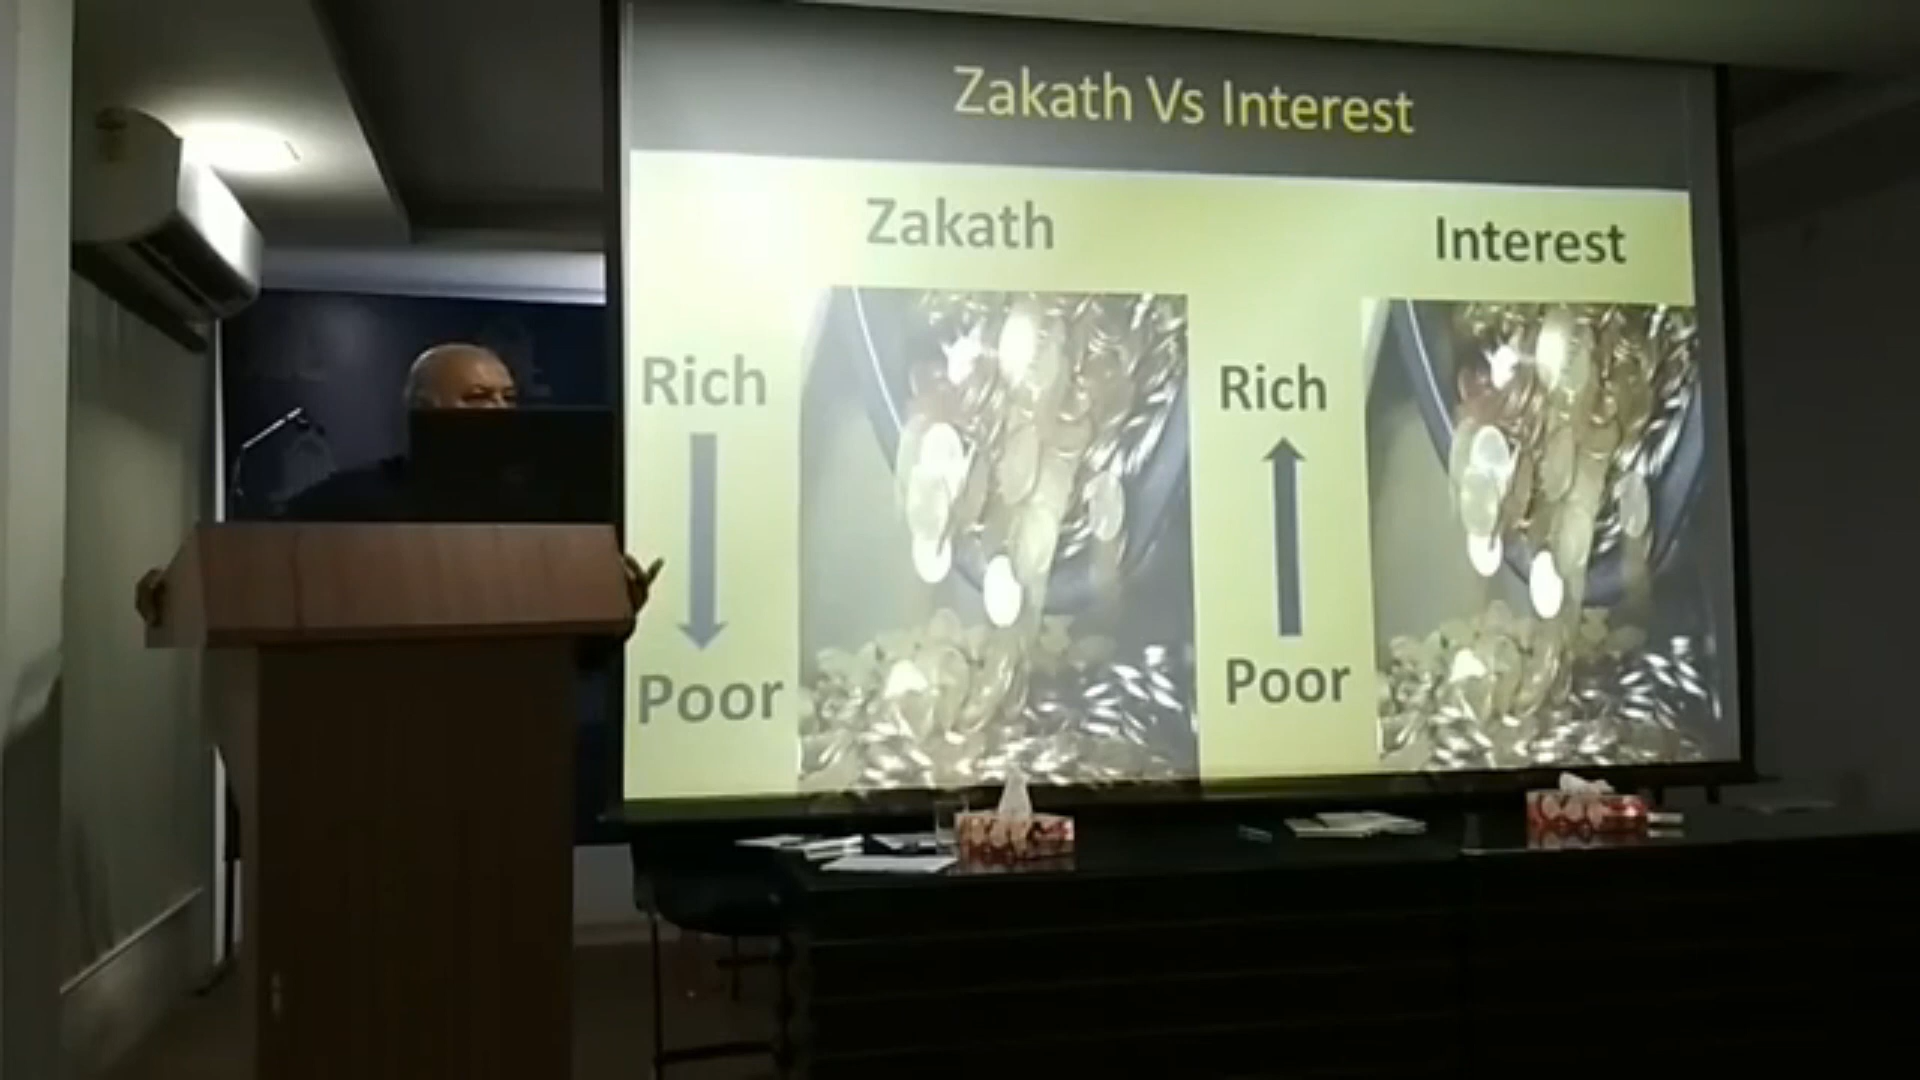 Zakath Vs Interest
Zakath
Interest
Rich
Poor
Rich
Poor